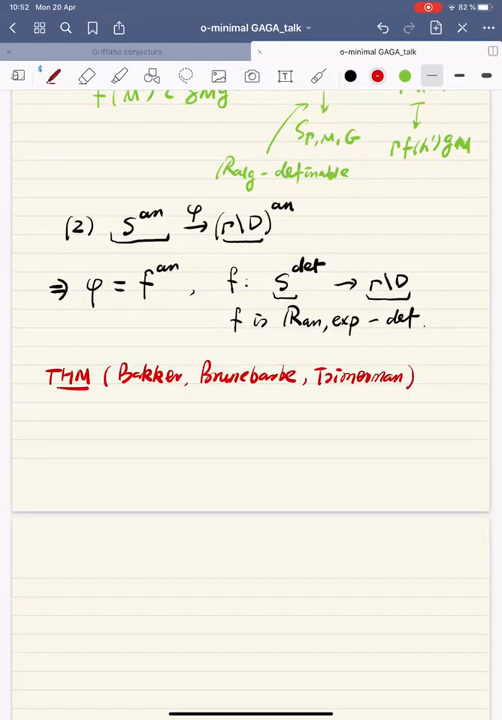 10:52 Mon 20 Apr 82 %
o-minimal GAGA_talk
Griffiths conjecture
o-minimal GAGA_talk
S_{P,M,G}
Ralg - definable
(2) S^{an} φ→ (Γ\D)^{an}
⇒ φ = f^{an}, f: S^{def} → Γ\D
f is Ran,exp - def.
THM (Bakker, Brunebarbe, Tsimerman)